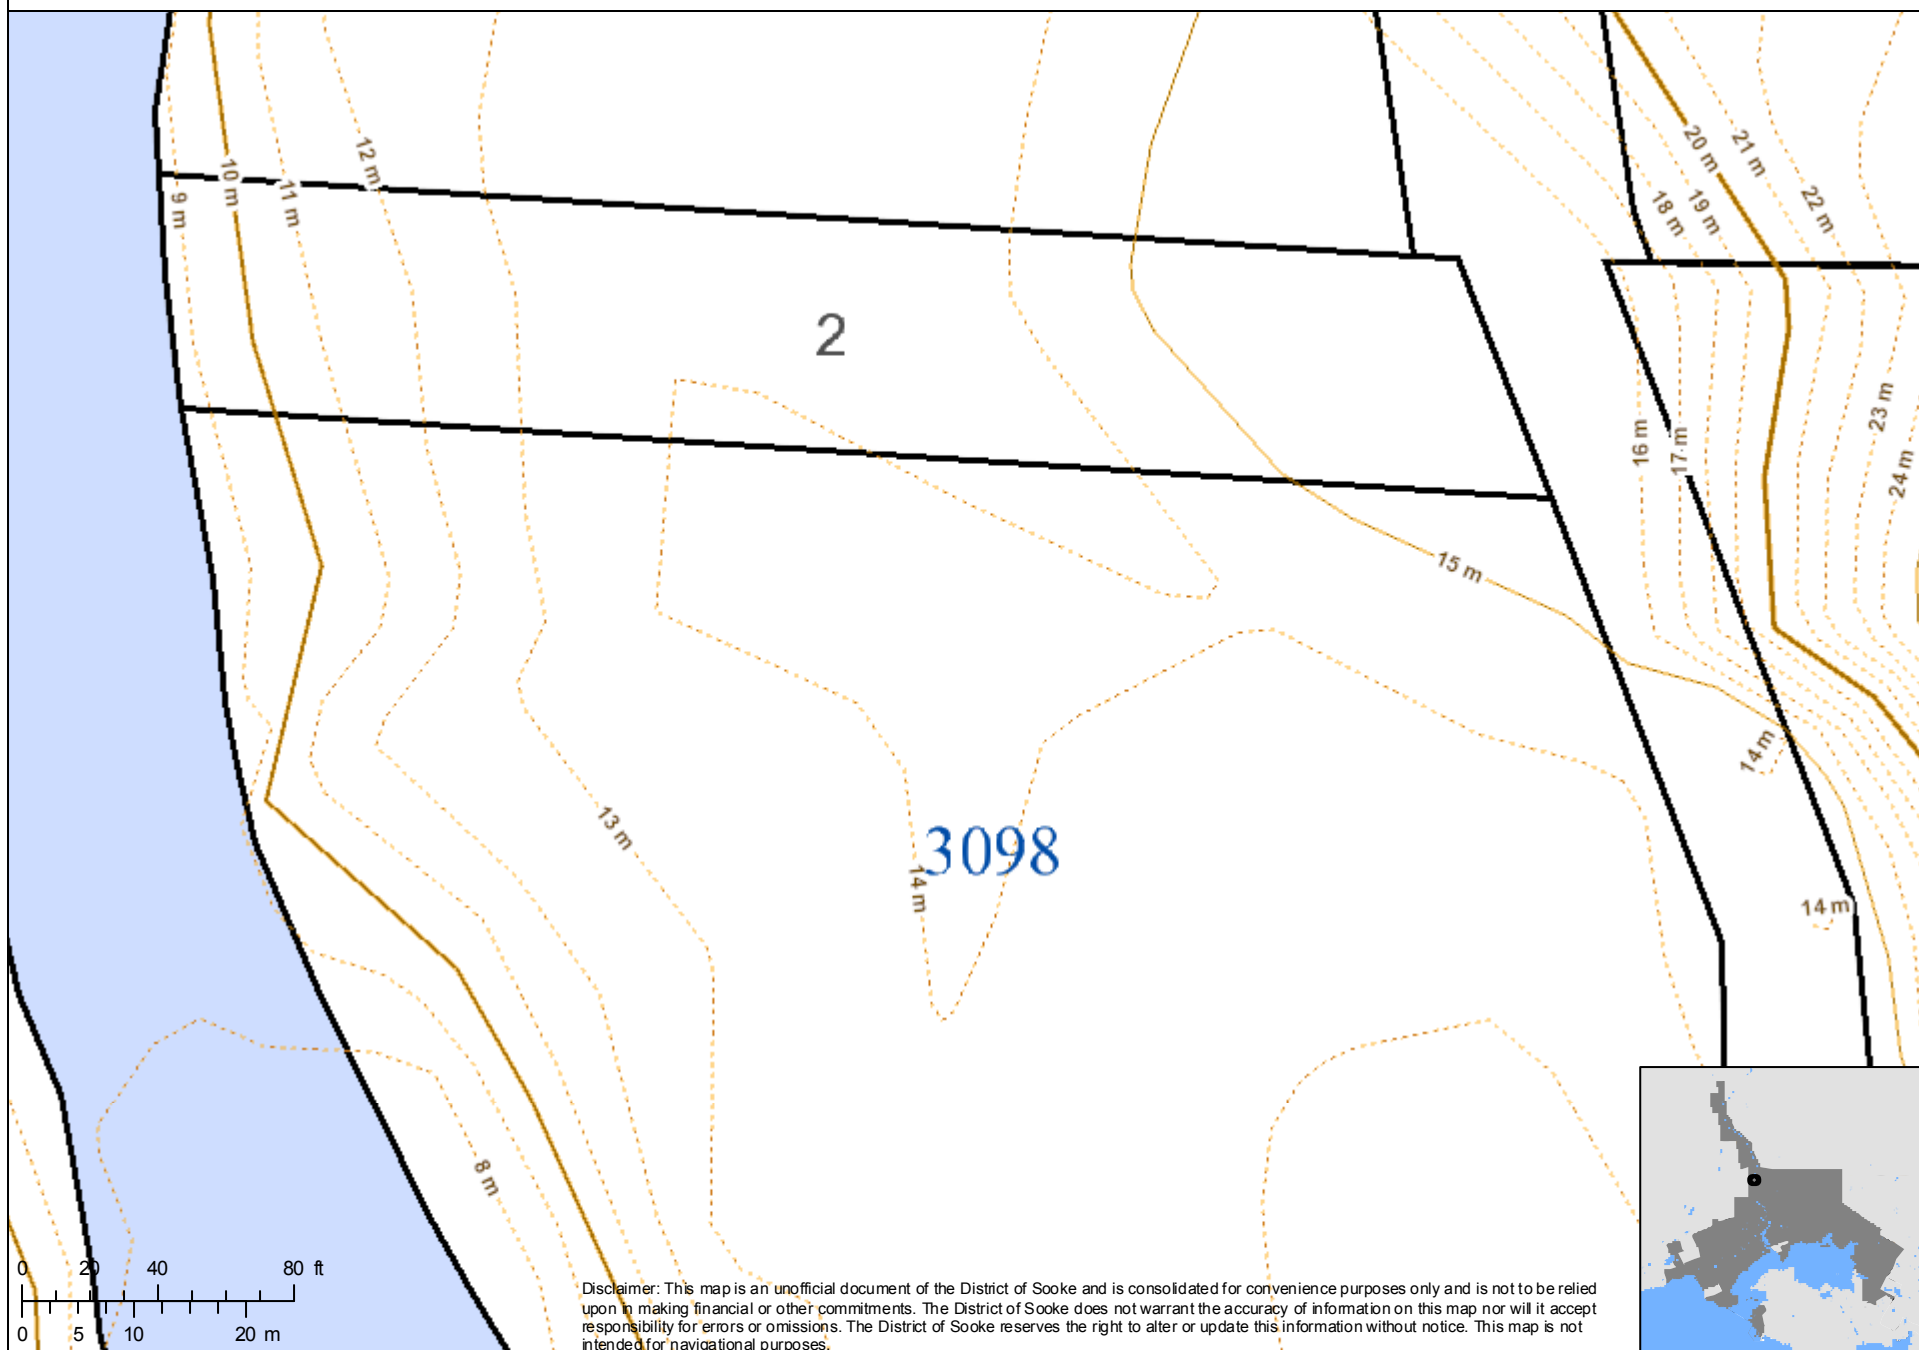 12 m
10 m
11 m
9 m
20 m
21 m
22 m
19 m
18 m
2
23 m
16 m
17 m
24 m
15 m
14 m
13 m
3098
14 m
14 m
8 m
0 20 40 80 ft
0 5 10 20 m
Disclaimer: This map is an unofficial document of the District of Sooke and is consolidated for convenience purposes only and is not to be relied
upon in making financial or other commitments. The District of Sooke does not warrant the accuracy of information on this map nor will it accept
responsibility for errors or omissions. The District of Sooke reserves the right to alter or update this information without notice. This map is not
intended for navigational purposes.